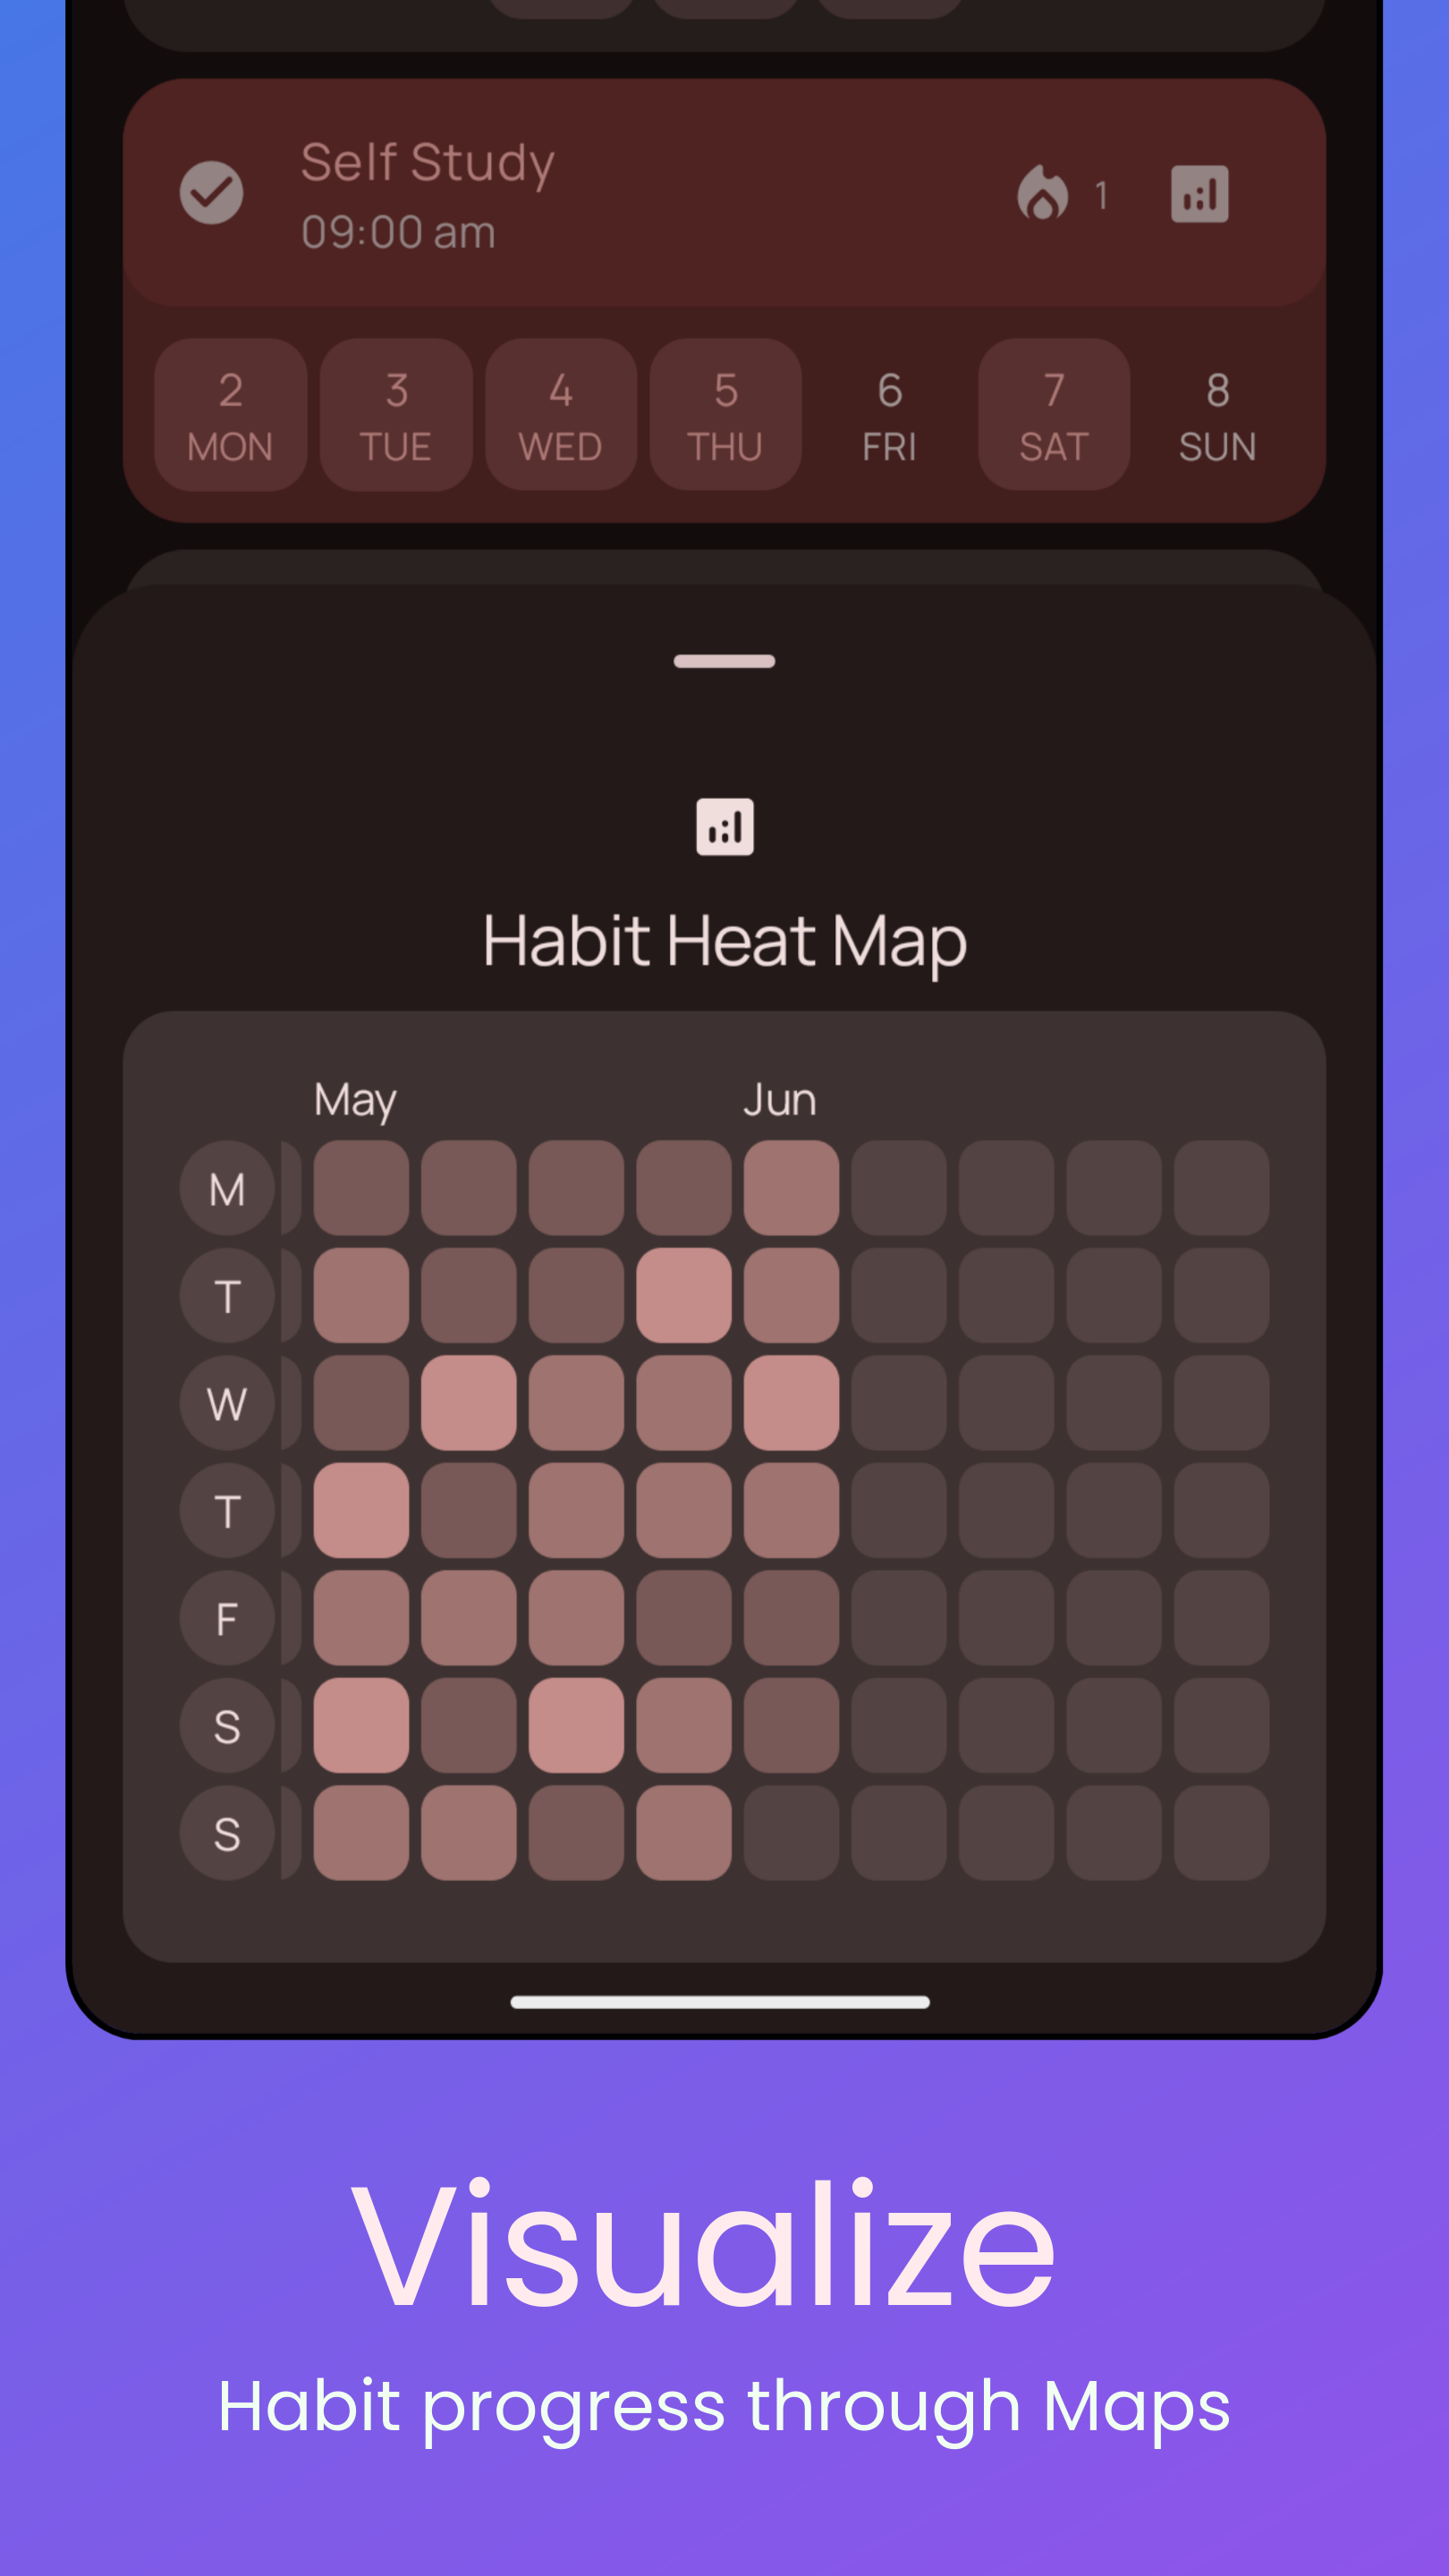 Self Study
09:00 am
1
2 3 4 5 6 7 8
MON TUE WED THU FRI SAT SUN
Habit Heat Map
May Jun
M
T
W
T
F
S
S
Visualize
Habit progress through Maps